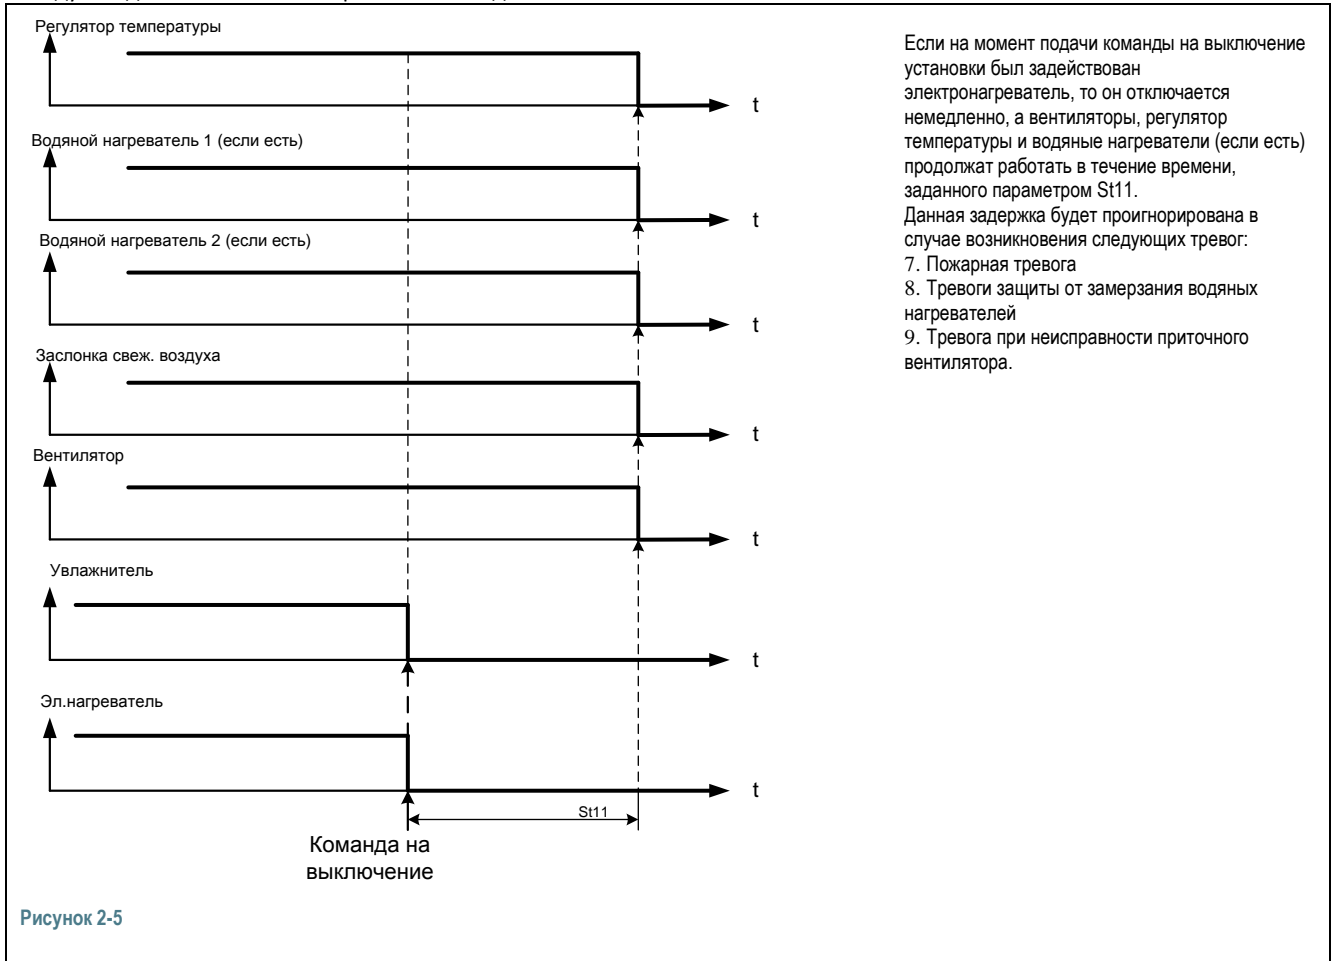 Регулятор температуры
t
Водяной нагреватель 1 (если есть)
t
Водяной нагреватель 2 (если есть)
t
Заслонка свеж. воздуха
t
Вентилятор
t
Увлажнитель
t
Эл.нагреватель
t
St11
Команда на
выключение
Если на момент подачи команды на выключение
установки был задействован
электронагреватель, то он отключается
немедленно, а вентиляторы, регулятор
температуры и водяные нагреватели (если есть)
продолжат работать в течение времени,
заданного параметром St11.
Данная задержка будет проигнорирована в
случае возникновения следующих тревог:
7. Пожарная тревога
8. Тревоги защиты от замерзания водяных
нагревателей
9. Тревога при неисправности приточного
вентилятора.
Рисунок 2-5